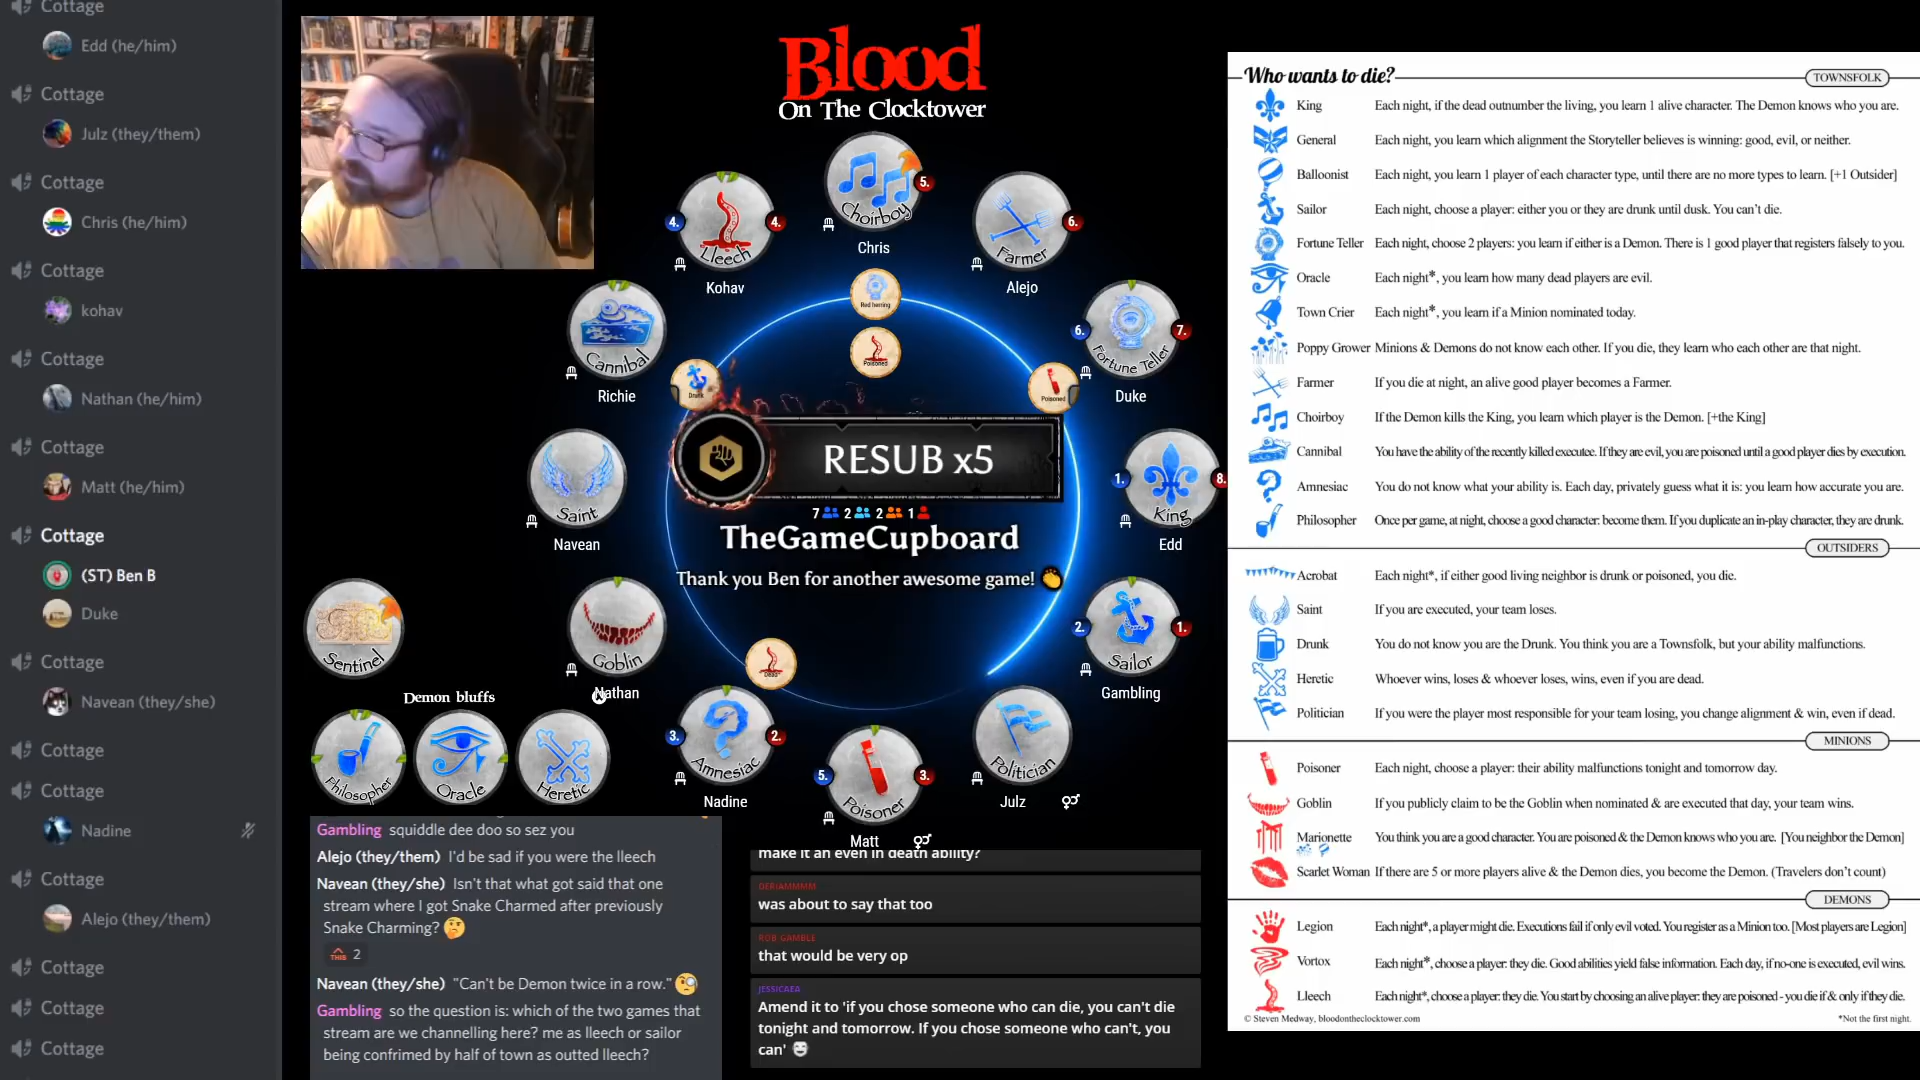 Cottage
Edd (he/him)
Cottage
Julz (they/them)
Cottage
Chris (he/him)
Cottage
kohav
Cottage
Nathan (he/him)
Cottage
Matt (he/him)
Cottage
(ST) Ben B
Duke
Cottage
Navean (they/she)
Cottage
Cottage
Nadine
Cottage
Alejo (they/them)
Cottage
Cottage
Cottage
Blood
On The Clocktower
Choirboy
5.
Chris
4.
Lleech
4.
Kohav
Farmer
6.
Alejo
Cannibal
Richie
6.
Fortune Teller
7.
Duke
Red herring
Poisoned
Drunk
Poisoned
Saint
Navean
1.
King
8.
Edd
RESUB x5
7 2 2 1
TheGameCupboard
Thank you Ben for another awesome game!
Sentinel
Goblin
Nathan
2.
Sailor
1.
Gambling
Dead
3.
Amnesiac
2.
Nadine
5.
Poisoner
3.
Matt
Politician
Julz
Demon bluffs
Philosopher
Oracle
Heretic
Gambling squiddle dee doo so sez you
Alejo (they/them) I'd be sad if you were the lleech
Navean (they/she) Isn't that what got said that one
stream where I got Snake Charmed after previously
Snake Charming? 🤔
THIS 2
Navean (they/she) "Can't be Demon twice in a row." 🧐
Gambling so the question is: which of the two games that
stream are we channelling here? me as lleech or sailor
being confrimed by half of town as outted lleech?
make it an even in death ability?
DERIAMMMM
was about to say that too
ROB GAMBLE
that would be very op
JESSICAEA
Amend it to 'if you chose someone who can die, you can't die
tonight and tomorrow. If you chose someone who can't, you
can'
Who wants to die?
TOWNSFOLK
King Each night, if the dead outnumber the living, you learn 1 alive character. The Demon knows who you are.
General Each night, you learn which alignment the Storyteller believes is winning: good, evil, or neither.
Balloonist Each night, you learn 1 player of each character type, until there are no more types to learn. [+1 Outsider]
Sailor Each night, choose a player: either you or they are drunk until dusk. You can't die.
Fortune Teller Each night, choose 2 players: you learn if either is a Demon. There is 1 good player that registers falsely to you.
Oracle Each night*, you learn how many dead players are evil.
Town Crier Each night*, you learn if a Minion nominated today.
Poppy Grower Minions & Demons do not know each other. If you die, they learn who each other are that night.
Farmer If you die at night, an alive good player becomes a Farmer.
Choirboy If the Demon kills the King, you learn which player is the Demon. [+the King]
Cannibal You have the ability of the recently killed executee. If they are evil, you are poisoned until a good player dies by execution.
Amnesiac You do not know what your ability is. Each day, privately guess what it is: you learn how accurate you are.
Philosopher Once per game, at night, choose a good character: become them. If you duplicate an in-play character, they are drunk.
OUTSIDERS
Acrobat Each night*, if either good living neighbor is drunk or poisoned, you die.
Saint If you are executed, your team loses.
Drunk You do not know you are the Drunk. You think you are a Townsfolk, but your ability malfunctions.
Heretic Whoever wins, loses & whoever loses, wins, even if you are dead.
Politician If you were the player most responsible for your team losing, you change alignment & win, even if dead.
MINIONS
Poisoner Each night, choose a player: their ability malfunctions tonight and tomorrow day.
Goblin If you publicly claim to be the Goblin when nominated & are executed that day, your team wins.
Marionette You think you are a good character. You are poisoned & the Demon knows who you are. [You neighbor the Demon]
Scarlet Woman If there are 5 or more players alive & the Demon dies, you become the Demon. (Travelers don't count)
DEMONS
Legion Each night*, a player might die. Executions fail if only evil voted. You register as a Minion too. [Most players are Legion]
Vortox Each night*, choose a player: they die. Good abilities yield false information. Each day, if no-one is executed, evil wins.
Lleech Each night*, choose a player: they die. You start by choosing an alive player: they are poisoned - you die if & only if they die.
© Steven Medway, bloodontheclocktower.com
*Not the first night.